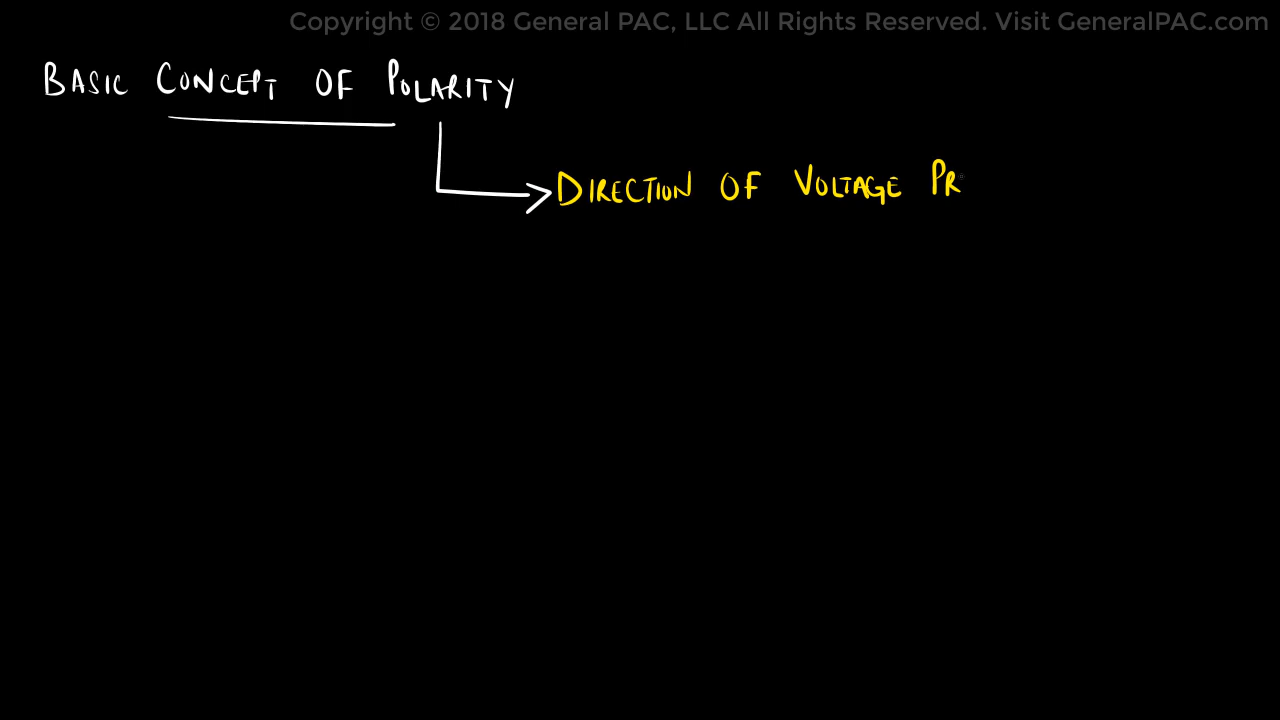 Copyright © 2018 General PAC, LLC All Rights Reserved. Visit GeneralPAC.com
BASIC CONCEPT OF POLARITY
DIRECTION OF VOLTAGE PR